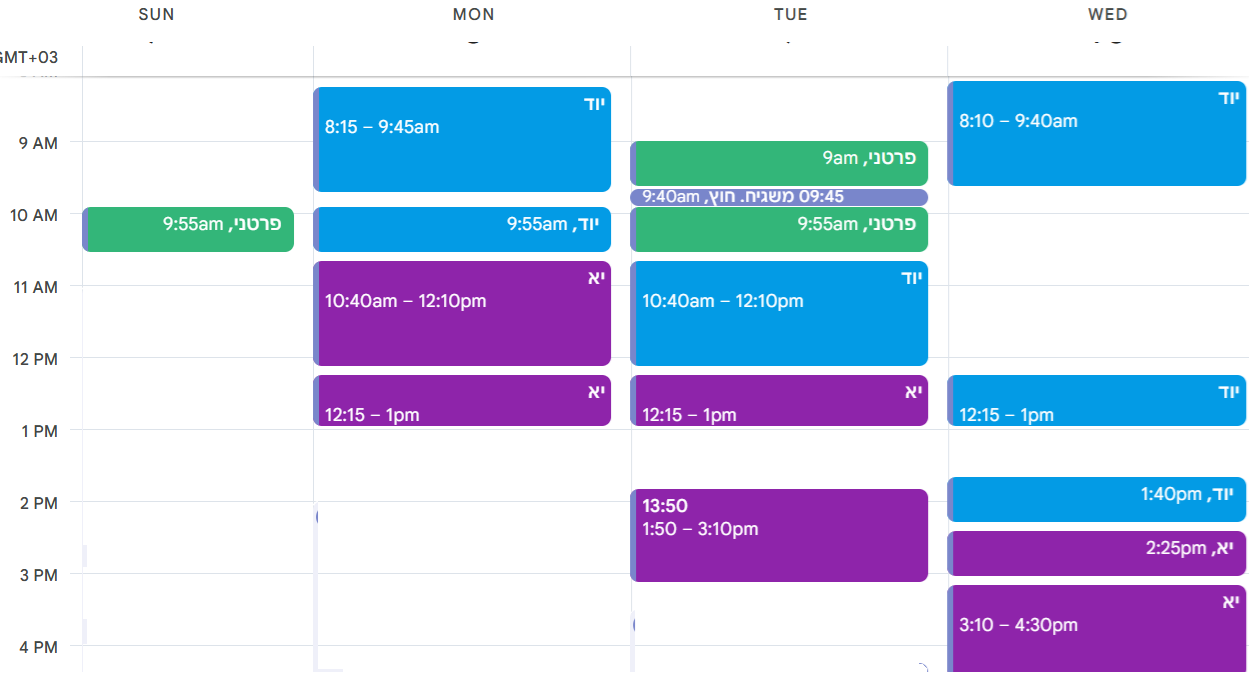 SUN
MON
TUE
WED
GMT+03
9 AM
10 AM
11 AM
12 PM
1 PM
2 PM
3 PM
4 PM
פרטני, 9:55am
יוד
8:15 – 9:45am
יוד, 9:55am
יא
10:40am – 12:10pm
יא
12:15 – 1pm
פרטני, 9am
09:45 משגיח. חוץ, 9:40am
פרטני, 9:55am
יוד
10:40am – 12:10pm
יא
12:15 – 1pm
13:50
1:50 – 3:10pm
יוד
8:10 – 9:40am
יוד
12:15 – 1pm
יוד, 1:40pm
יא, 2:25pm
יא
3:10 – 4:30pm